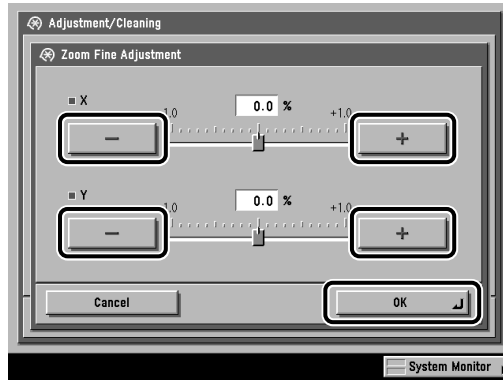 Adjustment/Cleaning
Zoom Fine Adjustment
X
-1.0 0.0 % +1.0
− +
Y
-1.0 0.0 % +1.0
− +
Cancel OK
System Monitor